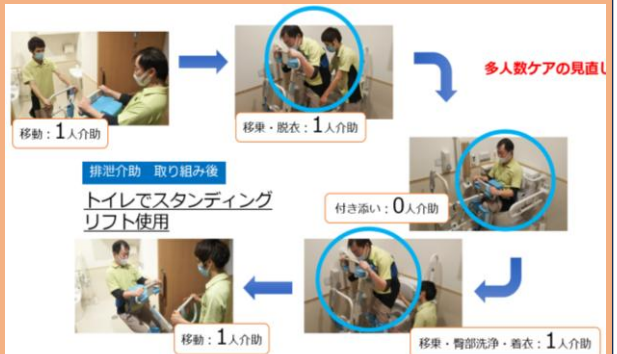 多人数ケアの見直し
移動：1人介助
移乗・脱衣：1人介助
排泄介助　取り組み後
トイレでスタンディング
リフト使用
付き添い：0人介助
移動：1人介助
移乗・臀部洗浄・着衣：1人介助